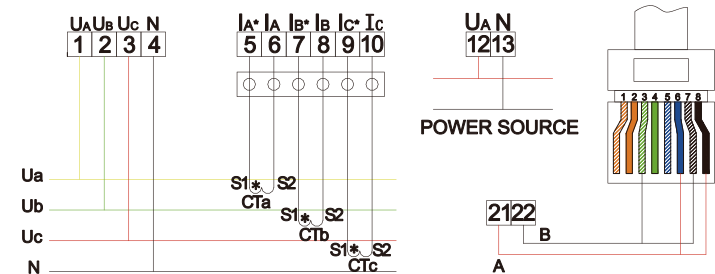 UA UB UC N
1 2 3 4
IA* IA IB* IB IC* IC
5 6 7 8 9 10
UA N
12 13
POWER SOURCE
1 2 3 4 5 6 7 8
Ua
S1 * S2
CTa
Ub
S1 * S2
CTb
Uc
S1 * S2
CTc
N
21 22
B
A